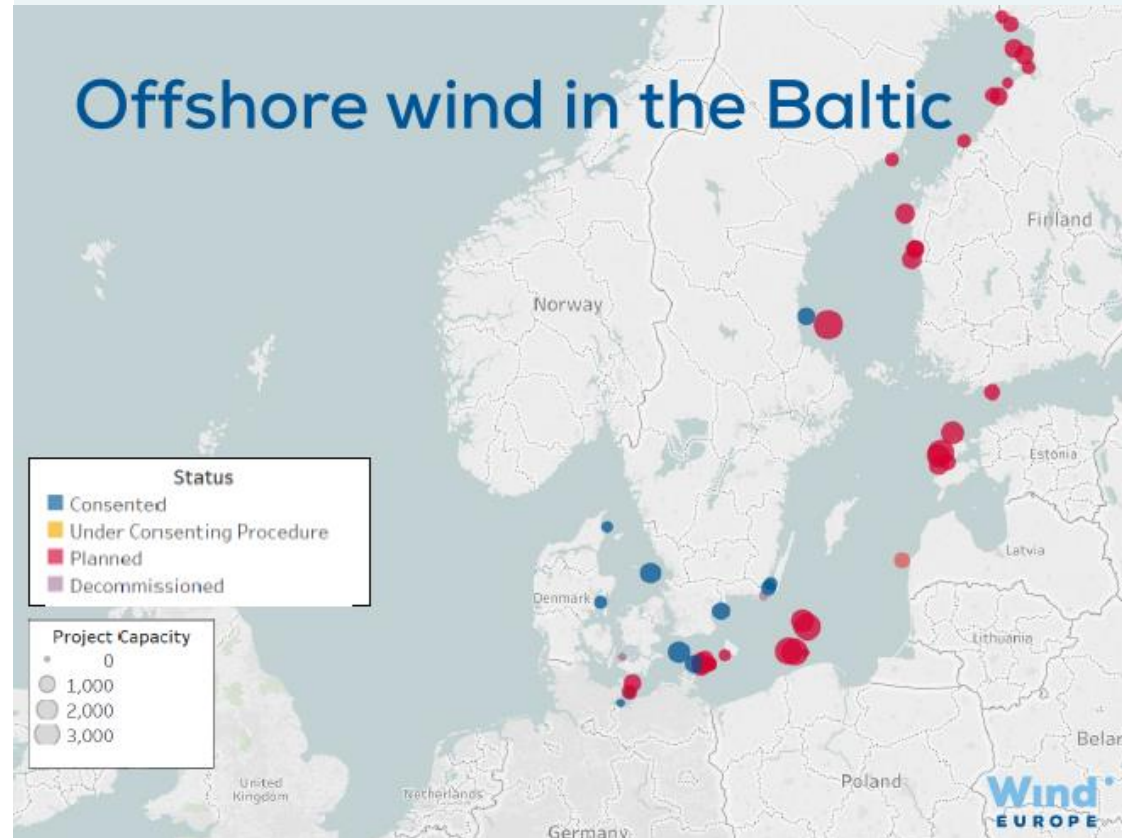 Offshore wind in the Baltic
Finland
Norway
Status
Consented
Under Consenting Procedure
Planned
Decommissioned
Estonia
Latvia
Denmark
Project Capacity
0
1,000
2,000
3,000
Lithuania
Belar
United
Kingdom
Netherlands
Poland
Germany
Wind
EUROPE